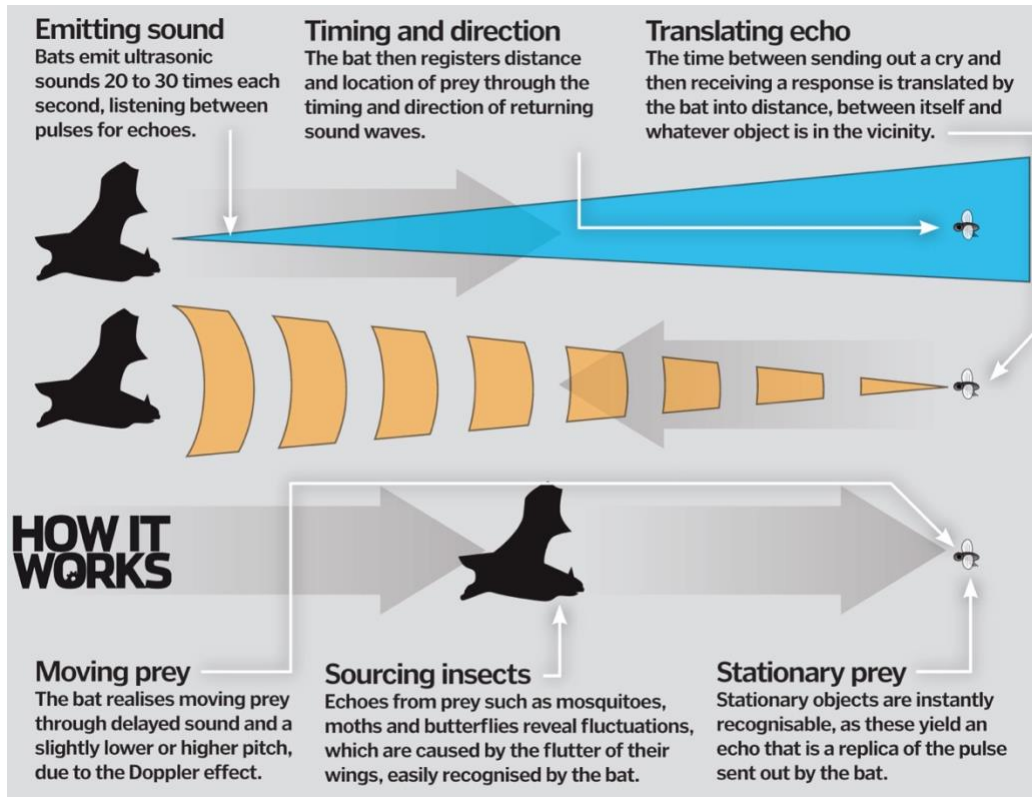 Emitting sound
Bats emit ultrasonic
sounds 20 to 30 times each
second, listening between
pulses for echoes.
Timing and direction
The bat then registers distance
and location of prey through the
timing and direction of returning
sound waves.
Translating echo
The time between sending out a cry and
then receiving a response is translated by
the bat into distance, between itself and
whatever object is in the vicinity.
HOW IT
WORKS
Moving prey
The bat realises moving prey
through delayed sound and a
slightly lower or higher pitch,
due to the Doppler effect.
Sourcing insects
Echoes from prey such as mosquitoes,
moths and butterflies reveal fluctuations,
which are caused by the flutter of their
wings, easily recognised by the bat.
Stationary prey
Stationary objects are instantly
recognisable, as these yield an
echo that is a replica of the pulse
sent out by the bat.